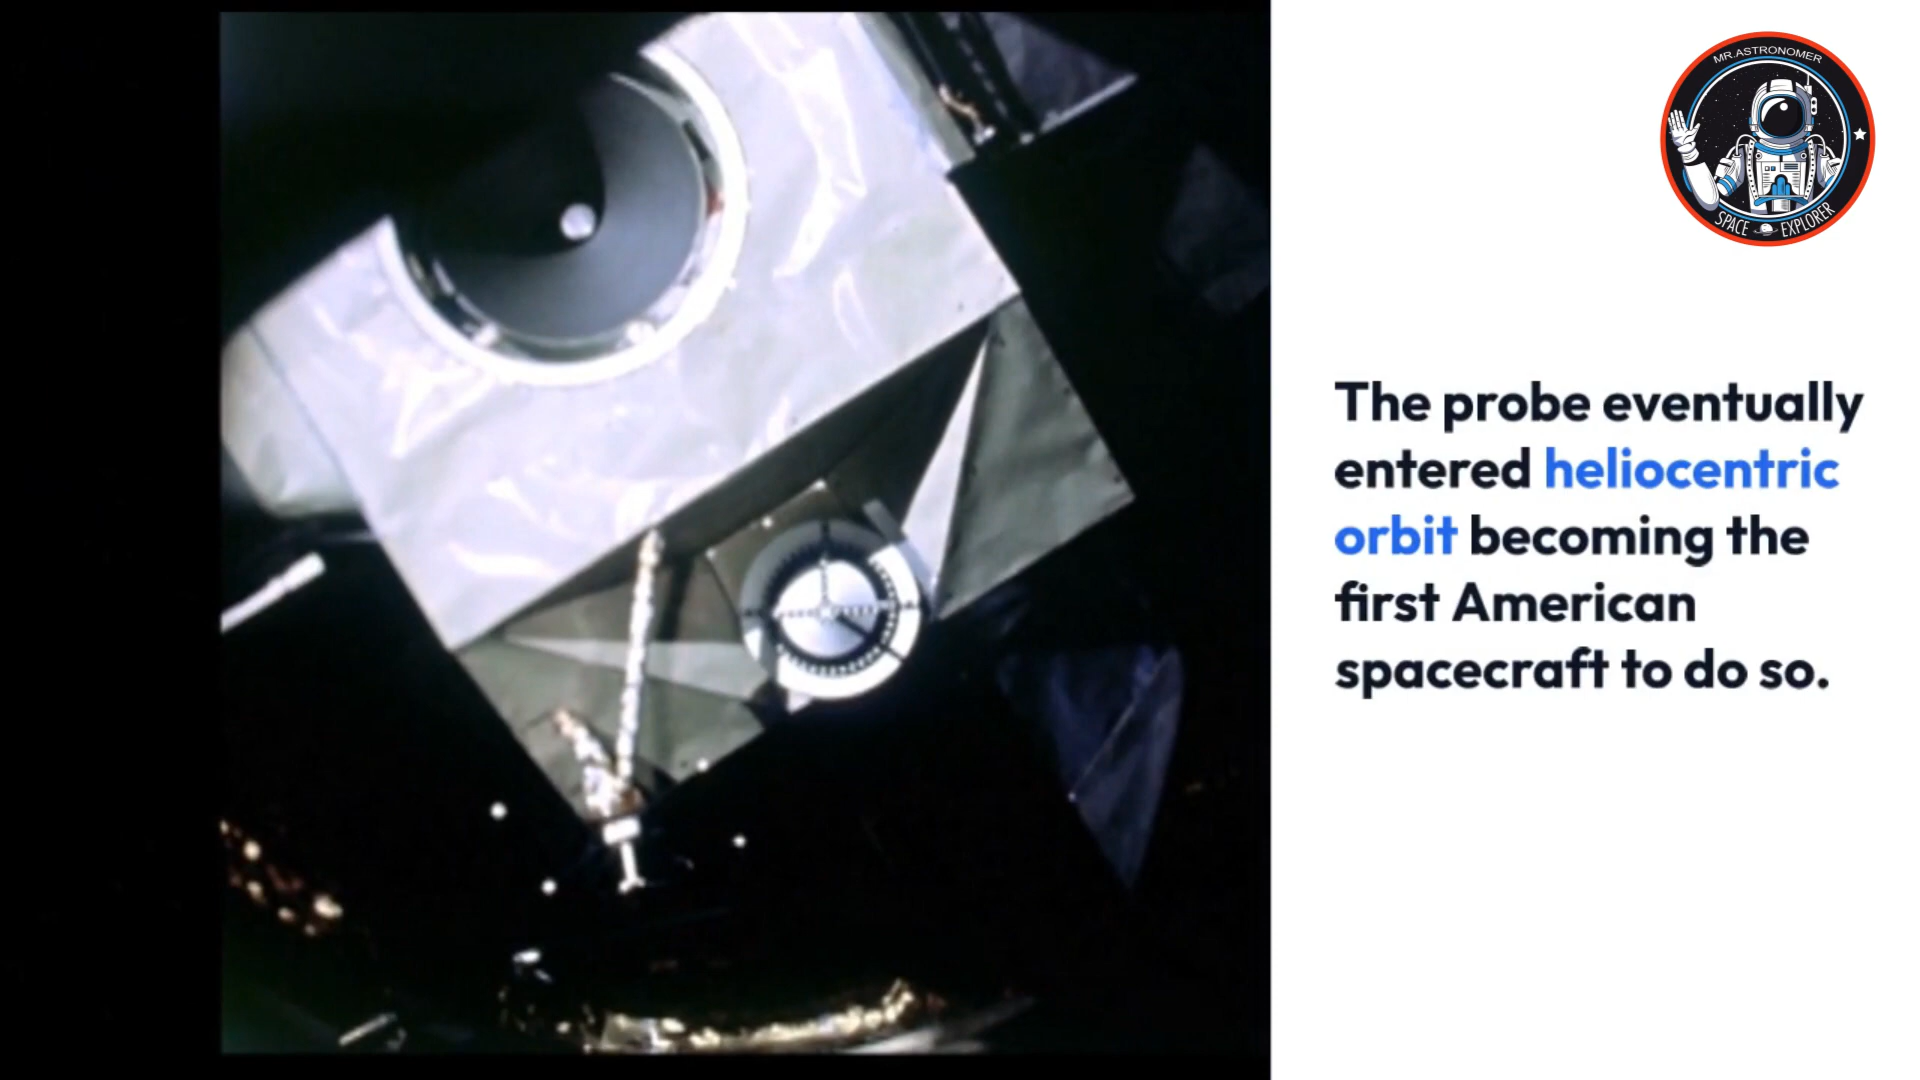 MR.ASTRONOMER
SPACE EXPLORER
The probe eventually
entered heliocentric
orbit becoming the
first American
spacecraft to do so.